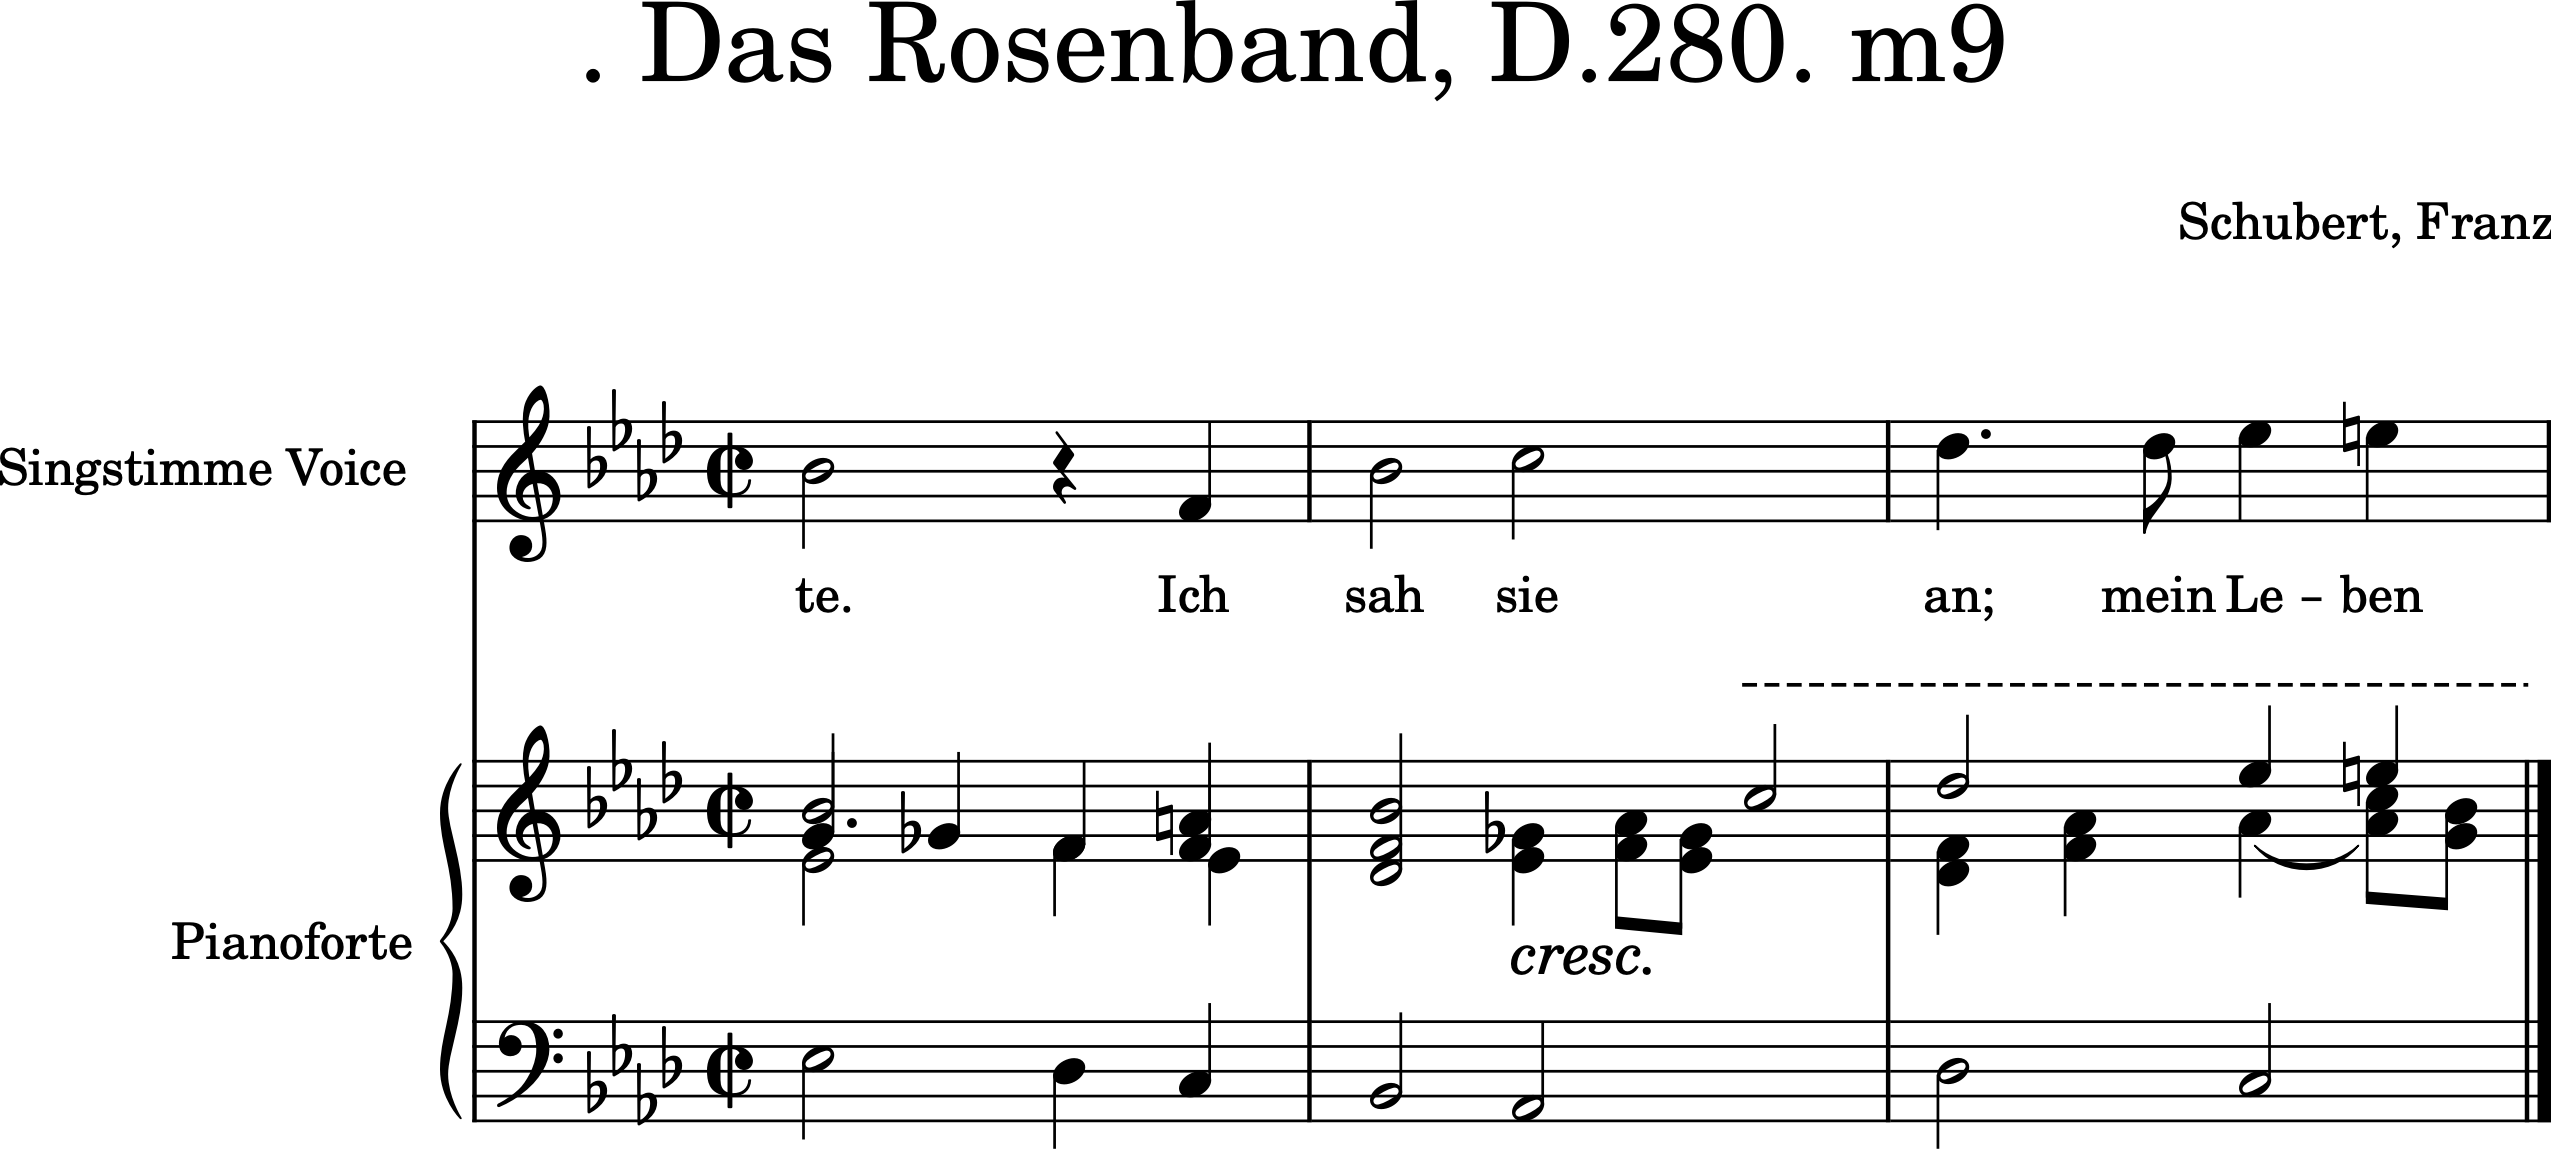 . Das Rosenband, D.280. m9
Schubert, Franz
Singstimme Voice
te. Ich sah sie an; mein Le - ben
Pianoforte
cresc.